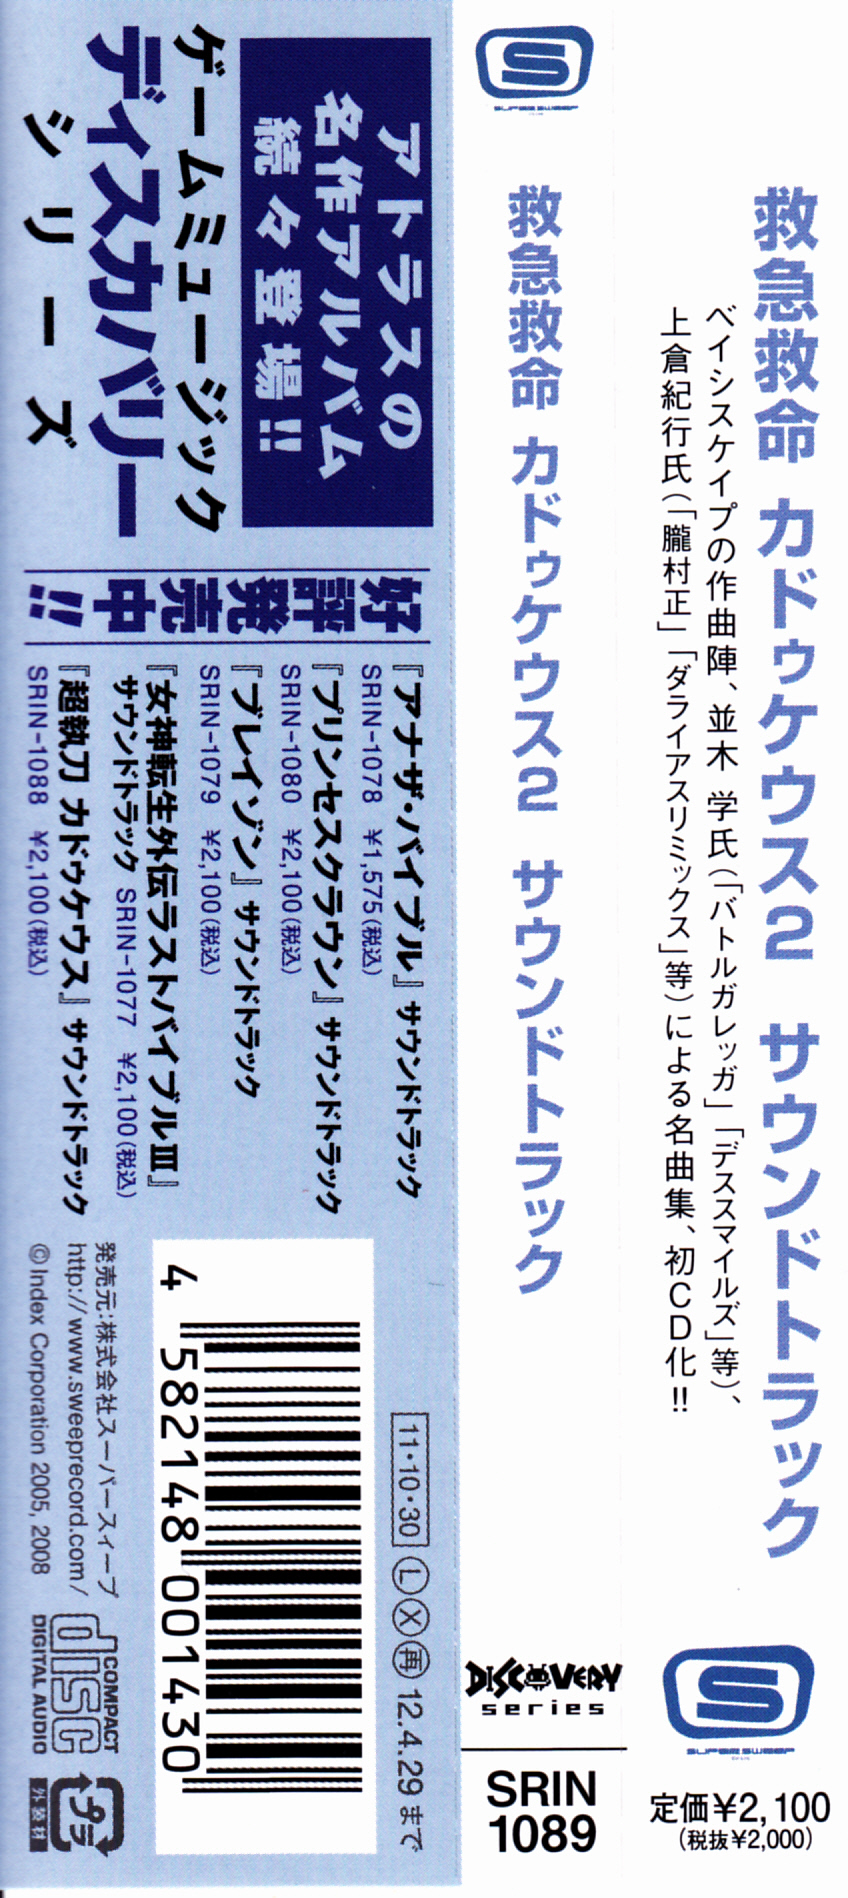 救急救命 カドゥケウス2 サウンドトラック
ベイシスケイプの作曲陣、並木 学氏(「バトルガレッガ」「デススマイルズ」等)、
上倉紀行氏(「朧村正」「ダライアスリミックス」等)による名曲集、初CD化!!
SUPER SWEEP
定価¥2,100
(税抜¥2,000)
S
SUPER SWEEP
救急救命 カドゥケウス2 サウンドトラック
DISCOVERY
series
SRIN
1089
アトラスの
名作アルバム
続々登場!!
ゲームミュージック
ディスカバリー
シリーズ
好評発売中!!
『アナザ・バイブル』サウンドトラック
SRIN-1078 ¥1,575(税込)
『プリンセスクラウン』サウンドトラック
SRIN-1080 ¥2,100(税込)
『ブレイゾン』サウンドトラック
SRIN-1079 ¥2,100(税込)
『女神転生外伝ラストバイブルⅢ』
サウンドトラック SRIN-1077 ¥2,100(税込)
『超執刀 カドゥケウス』サウンドトラック
SRIN-1088 ¥2,100(税込)
11・10・30 Ⓛ Ⓧ ㊢ 12.4.29 まで
4 582148 001430
発売元:株式会社スーパースィープ
http://www.sweeprecord.com/
©Index Corporation 2005, 2008
COMPACT
disc
DIGITAL AUDIO
プラ
外装材